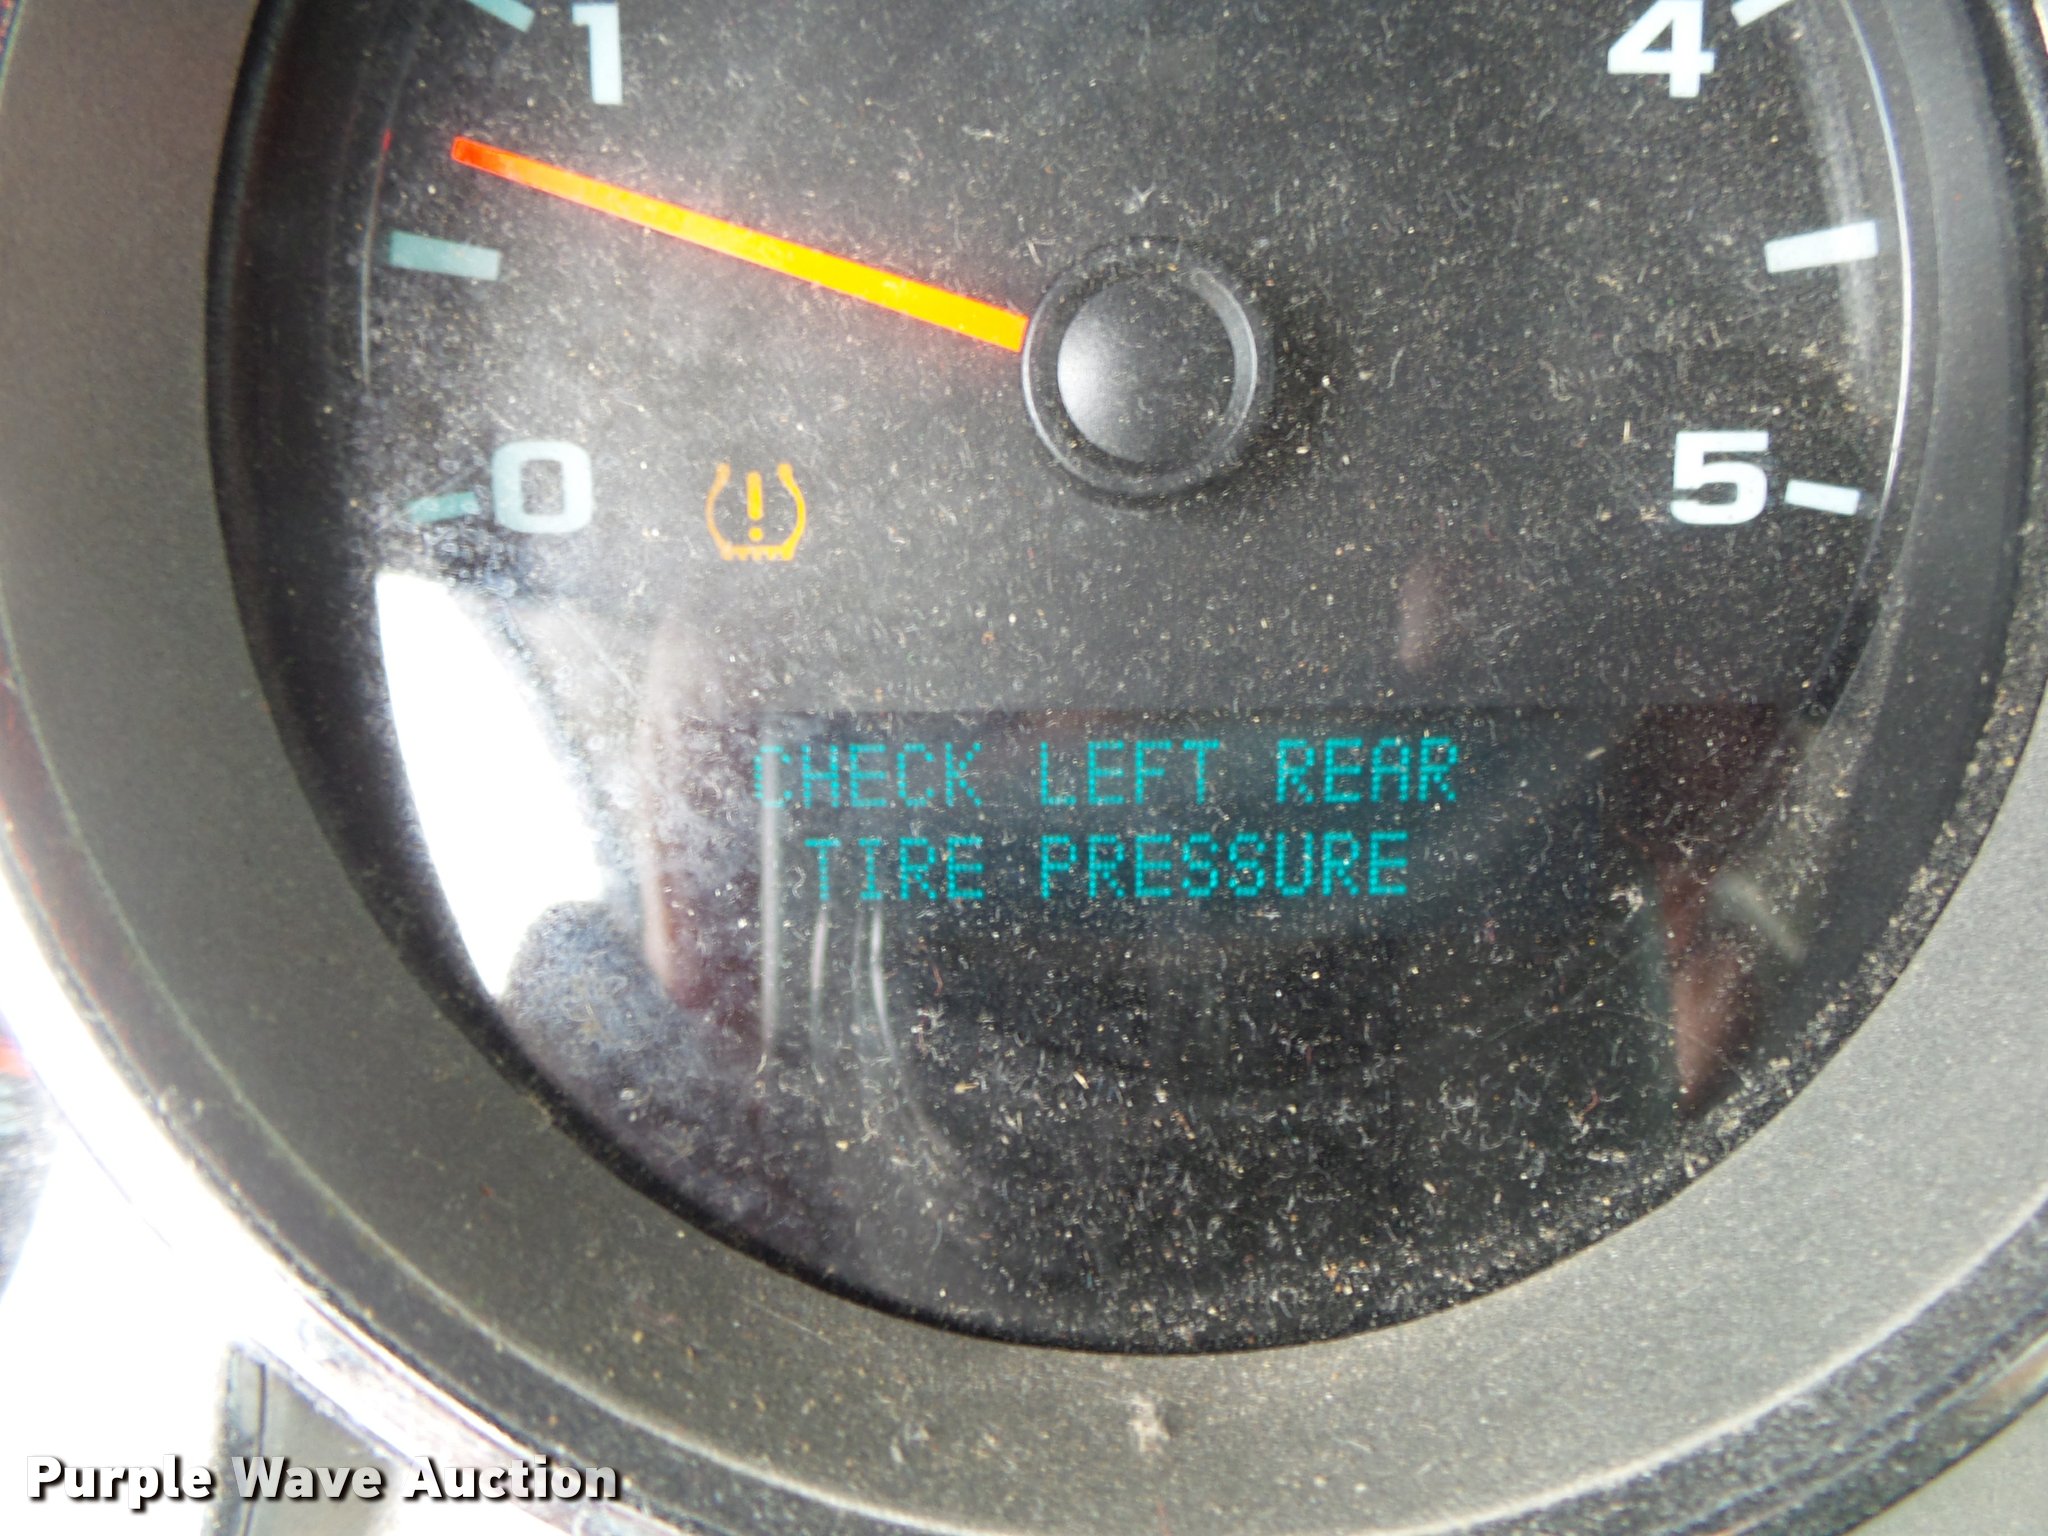 1
4
0
5
CHECK LEFT REAR
TIRE PRESSURE
Purple Wave Auction